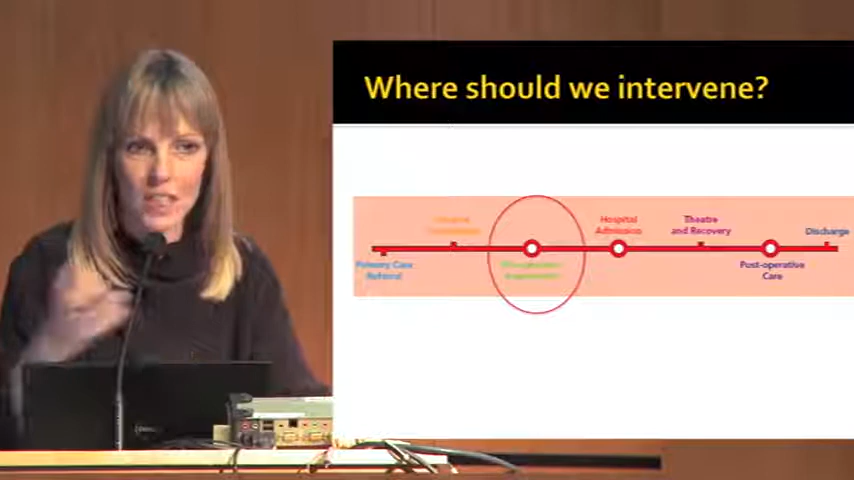 Where should we intervene?
Hospital
Admission
Theatre
and Recovery
Discharge
Primary Care
Referral
Post-operative
Care